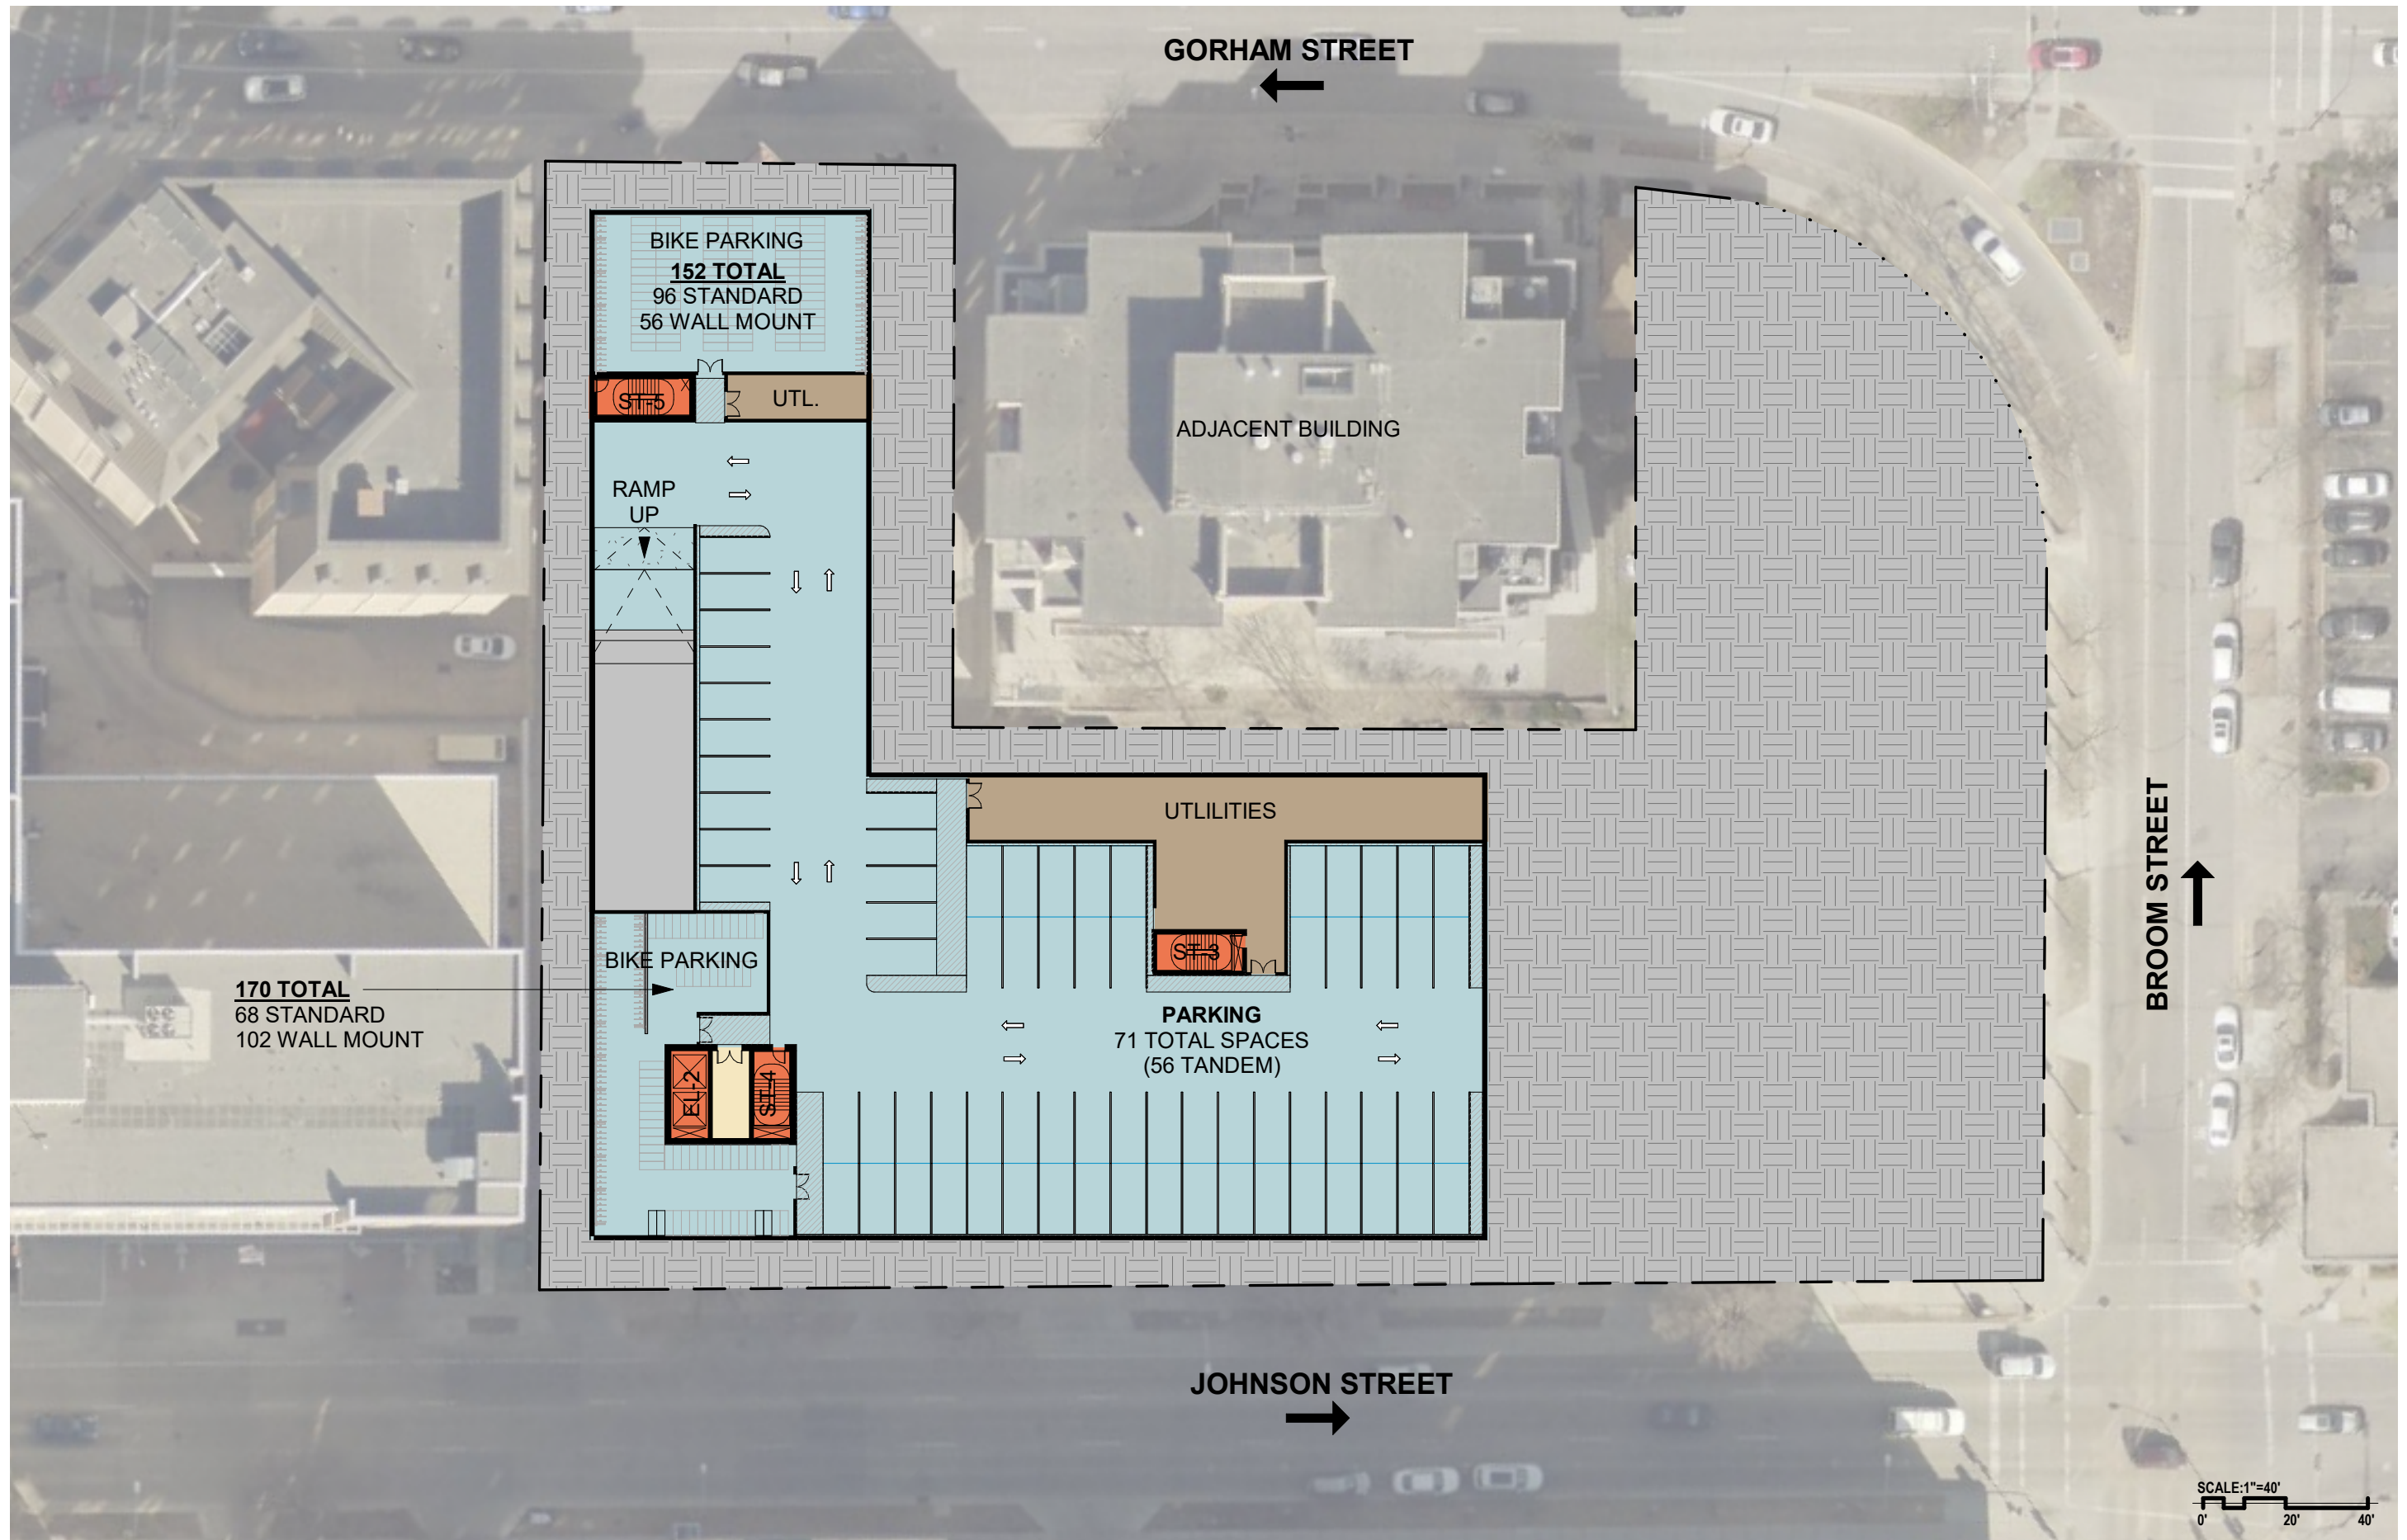 GORHAM STREET
BIKE PARKING
152 TOTAL
96 STANDARD
56 WALL MOUNT
ST-5
UTL.
ADJACENT BUILDING
RAMP
UP
UTLILITIES
BROOM STREET
BIKE PARKING
ST-3
170 TOTAL
68 STANDARD
102 WALL MOUNT
PARKING
71 TOTAL SPACES
(56 TANDEM)
EL-2
ST-4
JOHNSON STREET
SCALE:1"=40'
0' 20' 40'